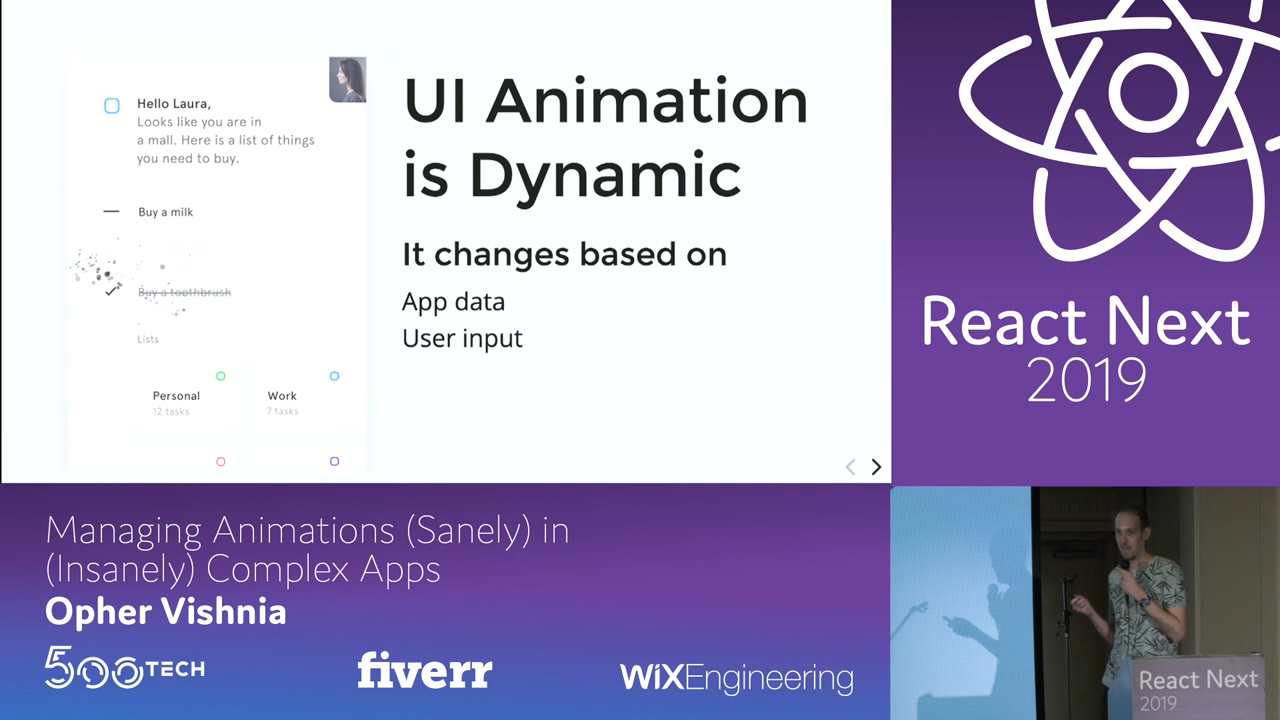 Hello Laura,
Looks like you are in
a mall. Here is a list of things
you need to buy.
Buy a milk
Buy a toothbrush
Lists
Personal
12 tasks
Work
7 tasks
UI Animation
is Dynamic
It changes based on
App data
User input
React Next
2019
Managing Animations (Sanely) in
(Insanely) Complex Apps
Opher Vishnia
500TECH
fiverr
WiXEngineering
React Next
2019